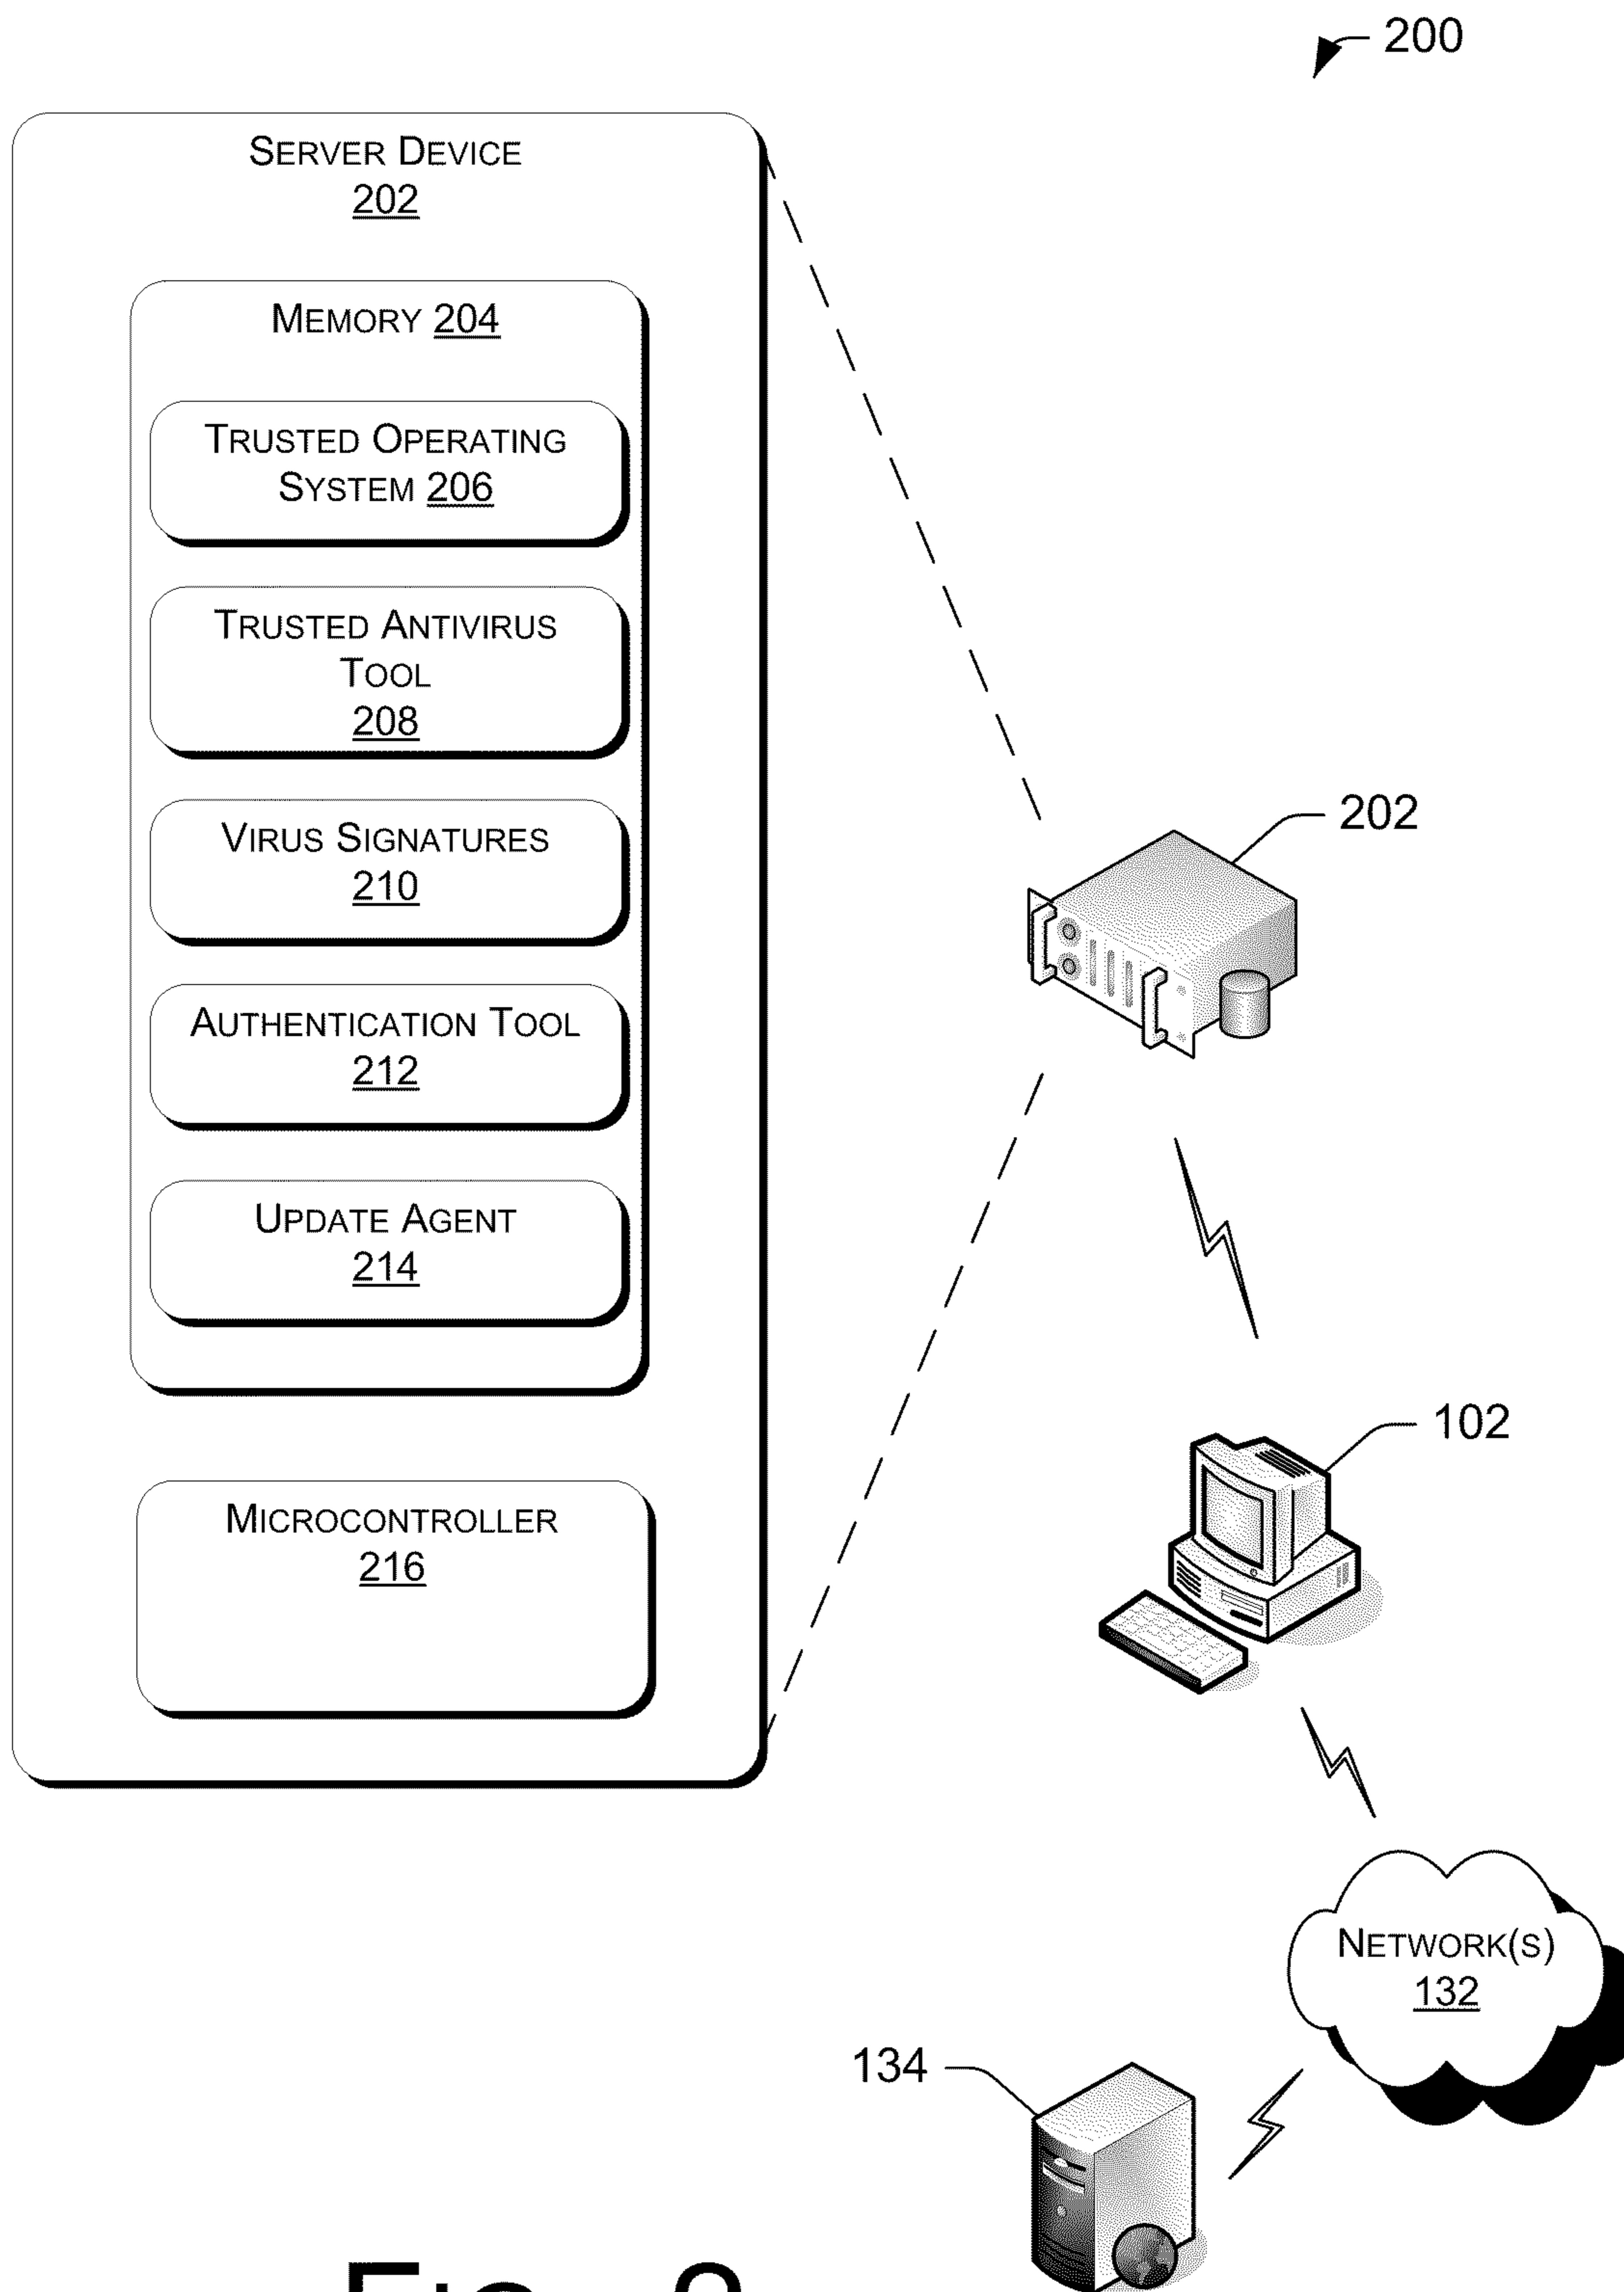 200
SERVER DEVICE
202
MEMORY 204
TRUSTED OPERATING
SYSTEM 206
TRUSTED ANTIVIRUS
TOOL
208
VIRUS SIGNATURES
210
AUTHENTICATION TOOL
212
UPDATE AGENT
214
MICROCONTROLLER
216
202
102
NETWORK(S)
132
134